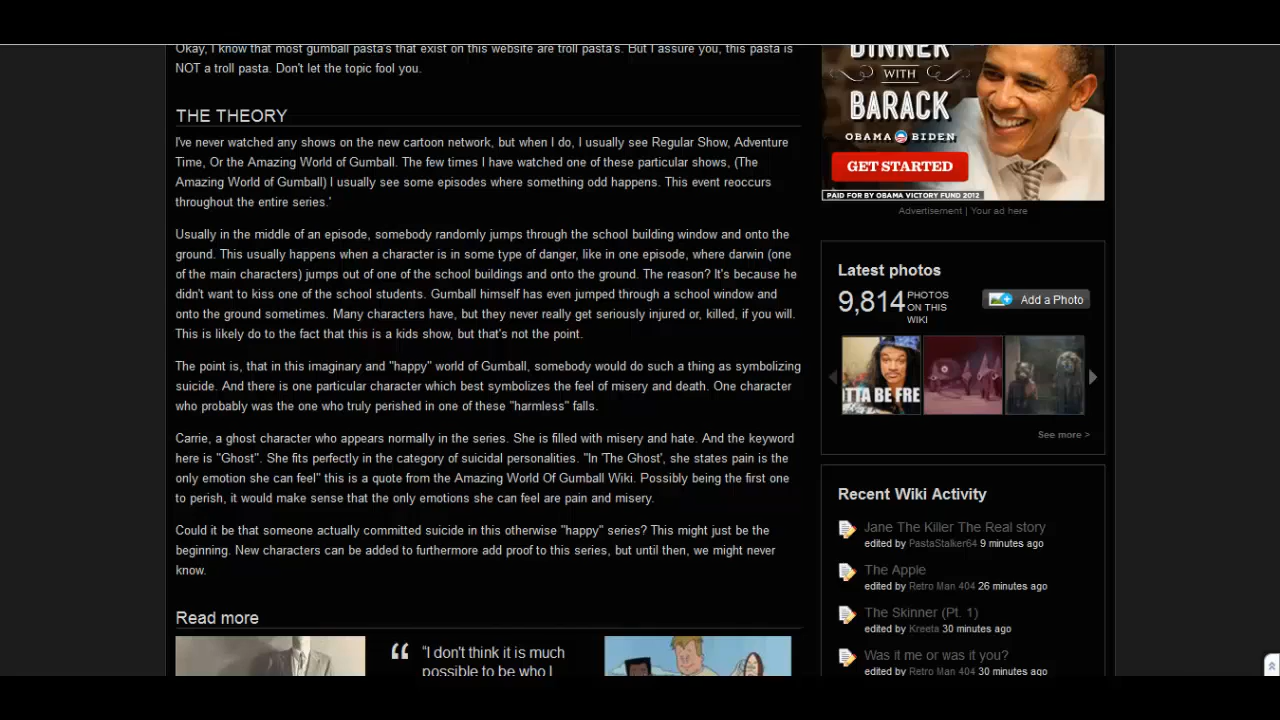 Okay, I know that most gumball pasta's that exist on this website are troll pasta's. But I assure you, this pasta is
NOT a troll pasta. Don't let the topic fool you.
THE THEORY
I've never watched any shows on the new cartoon network, but when I do, I usually see Regular Show, Adventure
Time, Or the Amazing World of Gumball. The few times I have watched one of these particular shows, (The
Amazing World of Gumball) I usually see some episodes where something odd happens. This event reoccurs
throughout the entire series.'
Usually in the middle of an episode, somebody randomly jumps through the school building window and onto the
ground. This usually happens when a character is in some type of danger, like in one episode, where darwin (one
of the main characters) jumps out of one of the school buildings and onto the ground. The reason? It's because he
didn't want to kiss one of the school students. Gumball himself has even jumped through a school window and
onto the ground sometimes. Many characters have, but they never really get seriously injured or, killed, if you will.
This is likely do to the fact that this is a kids show, but that's not the point.
The point is, that in this imaginary and "happy" world of Gumball, somebody would do such a thing as symbolizing
suicide. And there is one particular character which best symbolizes the feel of misery and death. One character
who probably was the one who truly perished in one of these "harmless" falls.
Carrie, a ghost character who appears normally in the series. She is filled with misery and hate. And the keyword
here is "Ghost". She fits perfectly in the category of suicidal personalities. "In 'The Ghost', she states pain is the
only emotion she can feel" this is a quote from the Amazing World Of Gumball Wiki. Possibly being the first one
to perish, it would make sense that the only emotions she can feel are pain and misery.
Could it be that someone actually committed suicide in this otherwise "happy" series? This might just be the
beginning. New characters can be added to furthermore add proof to this series, but until then, we might never
know.
Read more
“ “I don't think it is much
possible to be who I
DINNER
WITH
BARACK
OBAMA BIDEN
GET STARTED
PAID FOR BY OBAMA VICTORY FUND 2012
Advertisement | Your ad here
Latest photos
9,814 PHOTOS
ON THIS
WIKI
Add a Photo
TTA BE FRE
See more >
Recent Wiki Activity
Jane The Killer The Real story
edited by PastaStalker64 9 minutes ago
The Apple
edited by Retro Man 404 26 minutes ago
The Skinner (Pt. 1)
edited by Kreeta 30 minutes ago
Was it me or was it you?
edited by Retro Man 404 30 minutes ago